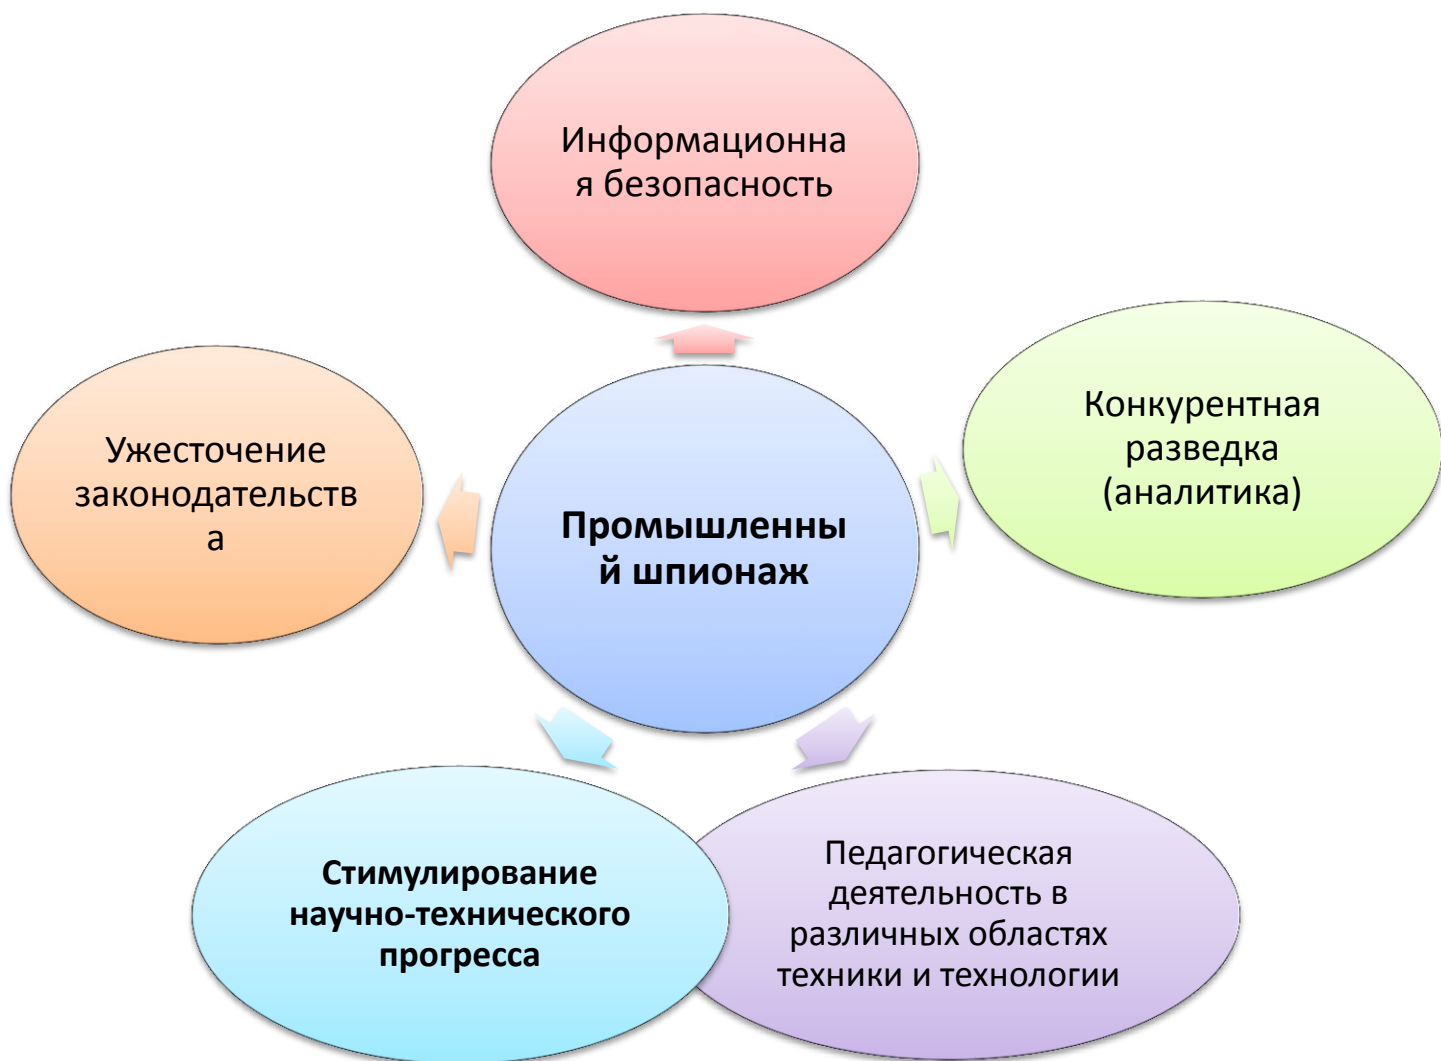 Информационна
я безопасность
Конкурентная
разведка
(аналитика)
Ужесточение
законодательств
а
Промышленны
й шпионаж
Стимулирование
научно-технического
прогресса
Педагогическая
деятельность в
различных областях
техники и технологии